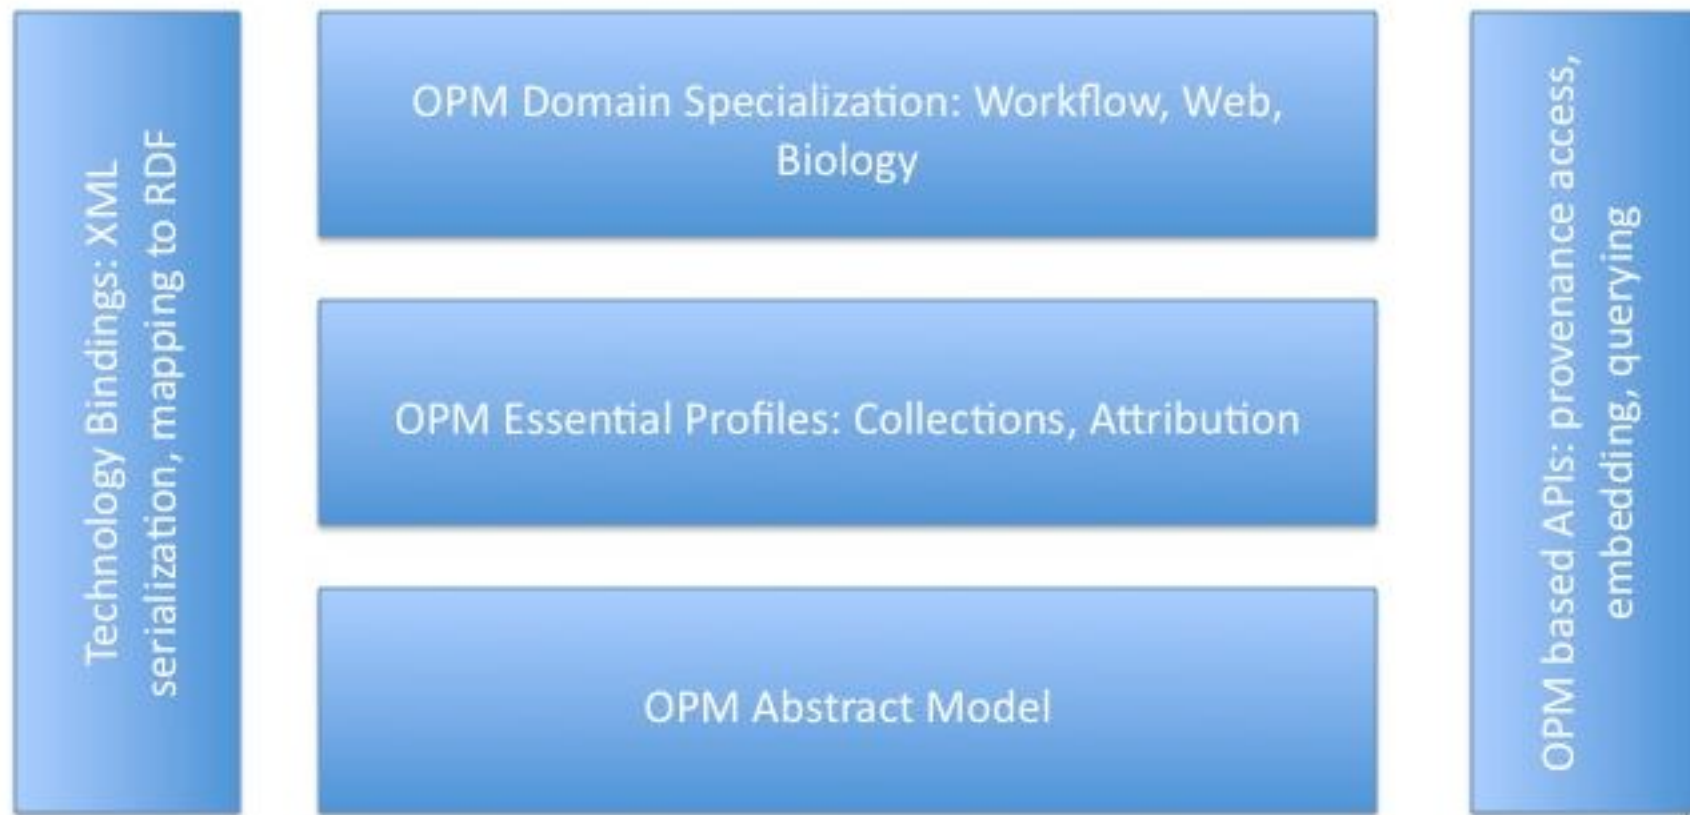 Technology Bindings: XML
serialization, mapping to RDF
OPM Domain Specialization: Workflow, Web,
Biology
OPM Essential Profiles: Collections, Attribution
OPM Abstract Model
OPM based APIs: provenance access,
embedding, querying